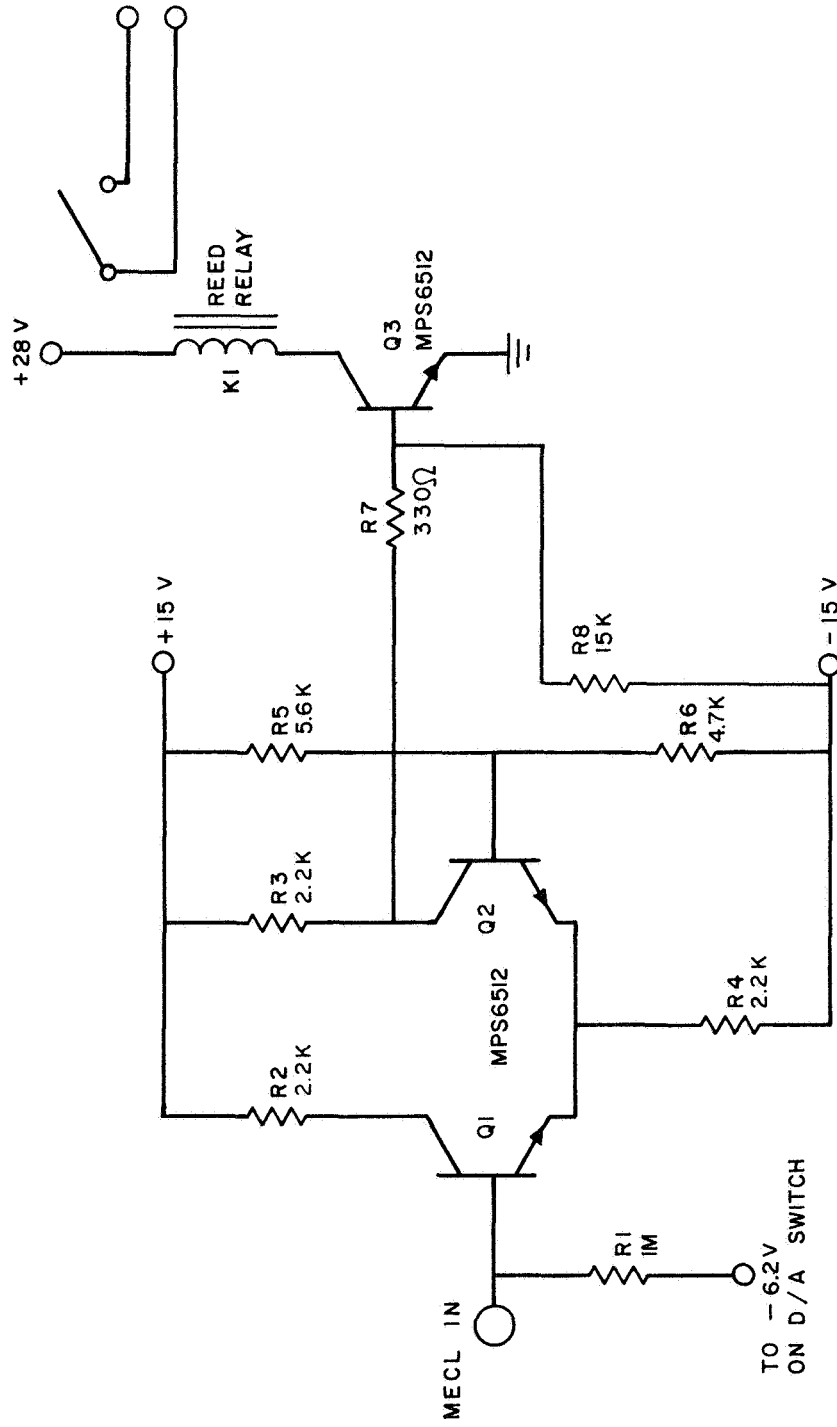 +28V
REED
RELAY
K1
Q3
MPS6512
R7
330Ω
+15 V
R5
5.6K
R3
2.2K
R2
2.2K
R8
15K
R6
4.7K
-15 V
Q2
MPS6512
Q1
R4
2.2K
MECL IN
R1
1M
TO -6.2V
ON D/A SWITCH